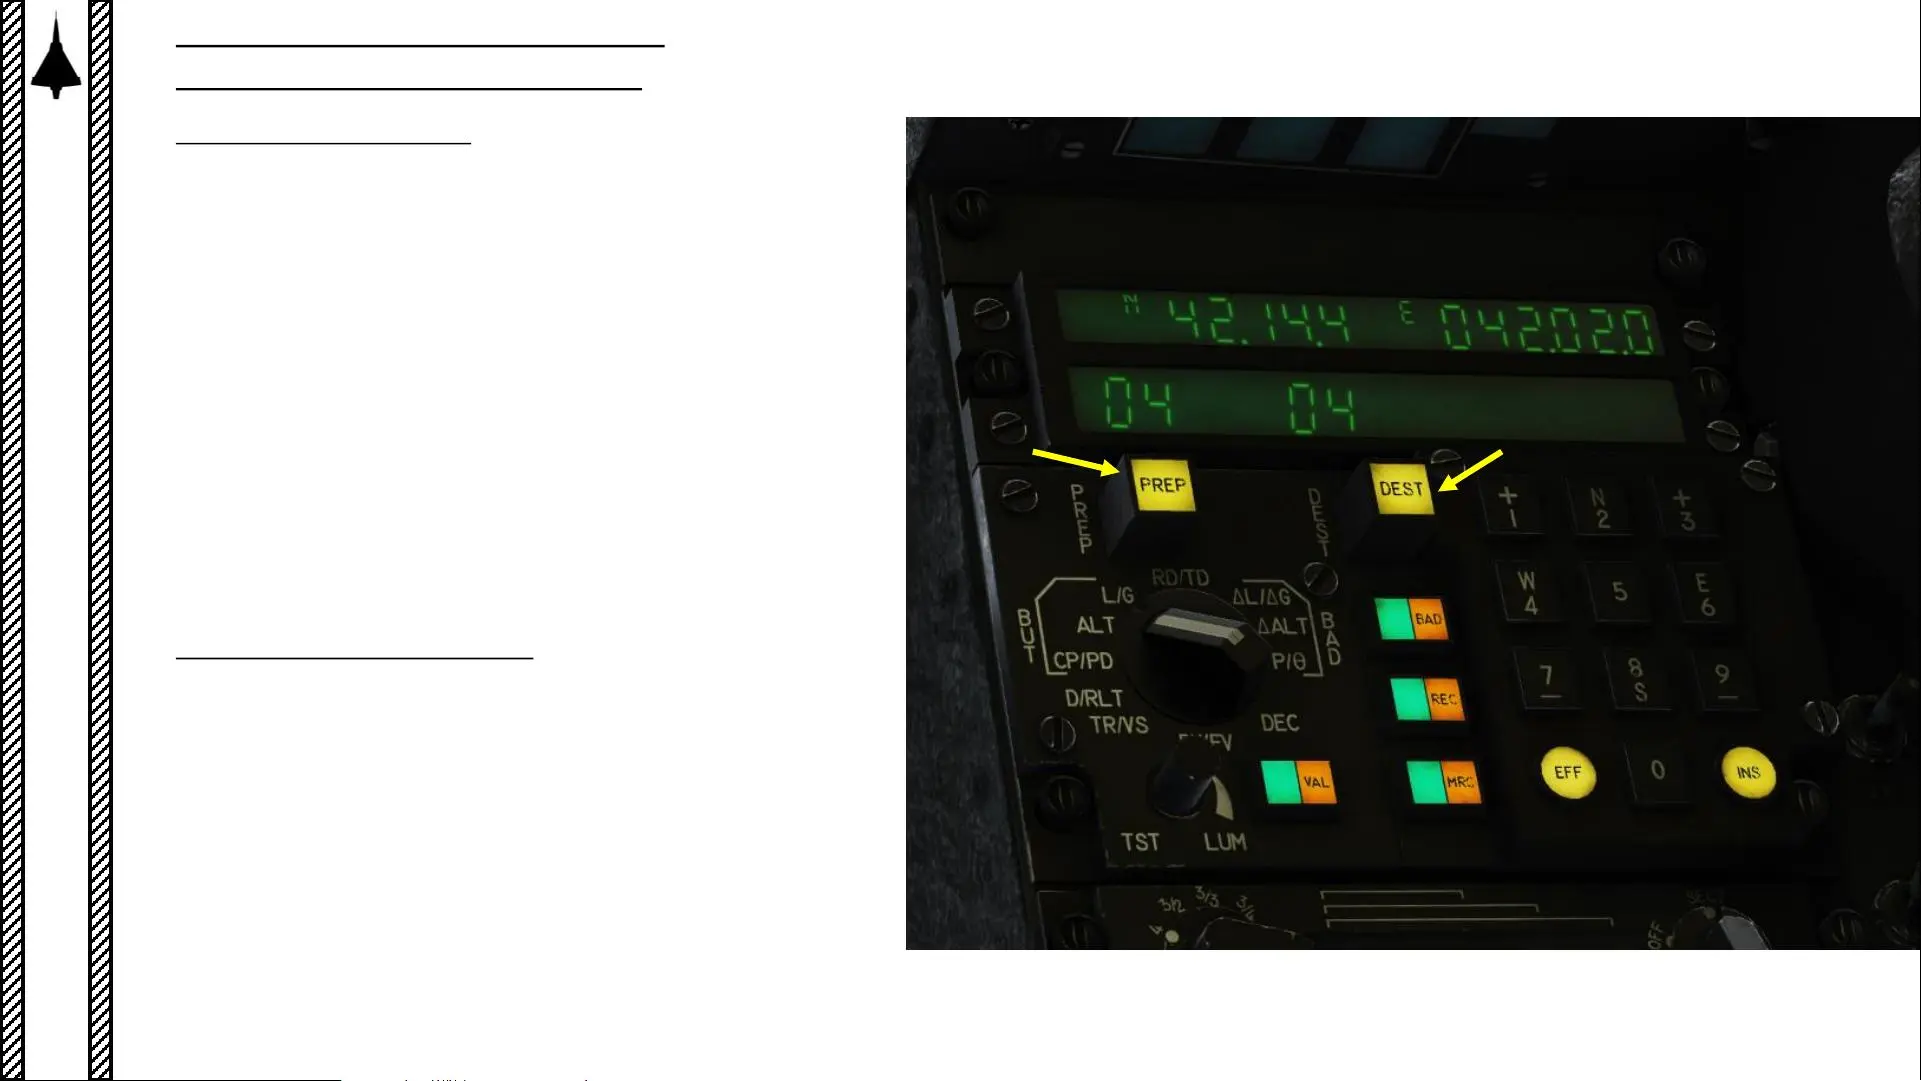 N 42.14.4 E 042.02.0
04 04
PREP DEST
PREP
DEST
+ 1 N 2 + 3
W 4 5 E 6
7 8 S 9
EFF 0 INS
RD/TD
L/G ΔL/ΔG
ALT ΔALT
CP/PD P/θ
BUT
BAD
D/RLT
TR/VS
DEC
BAD
REC
VAL
MRC
TST LUM
3/2 3/3 3/4
4
OFF